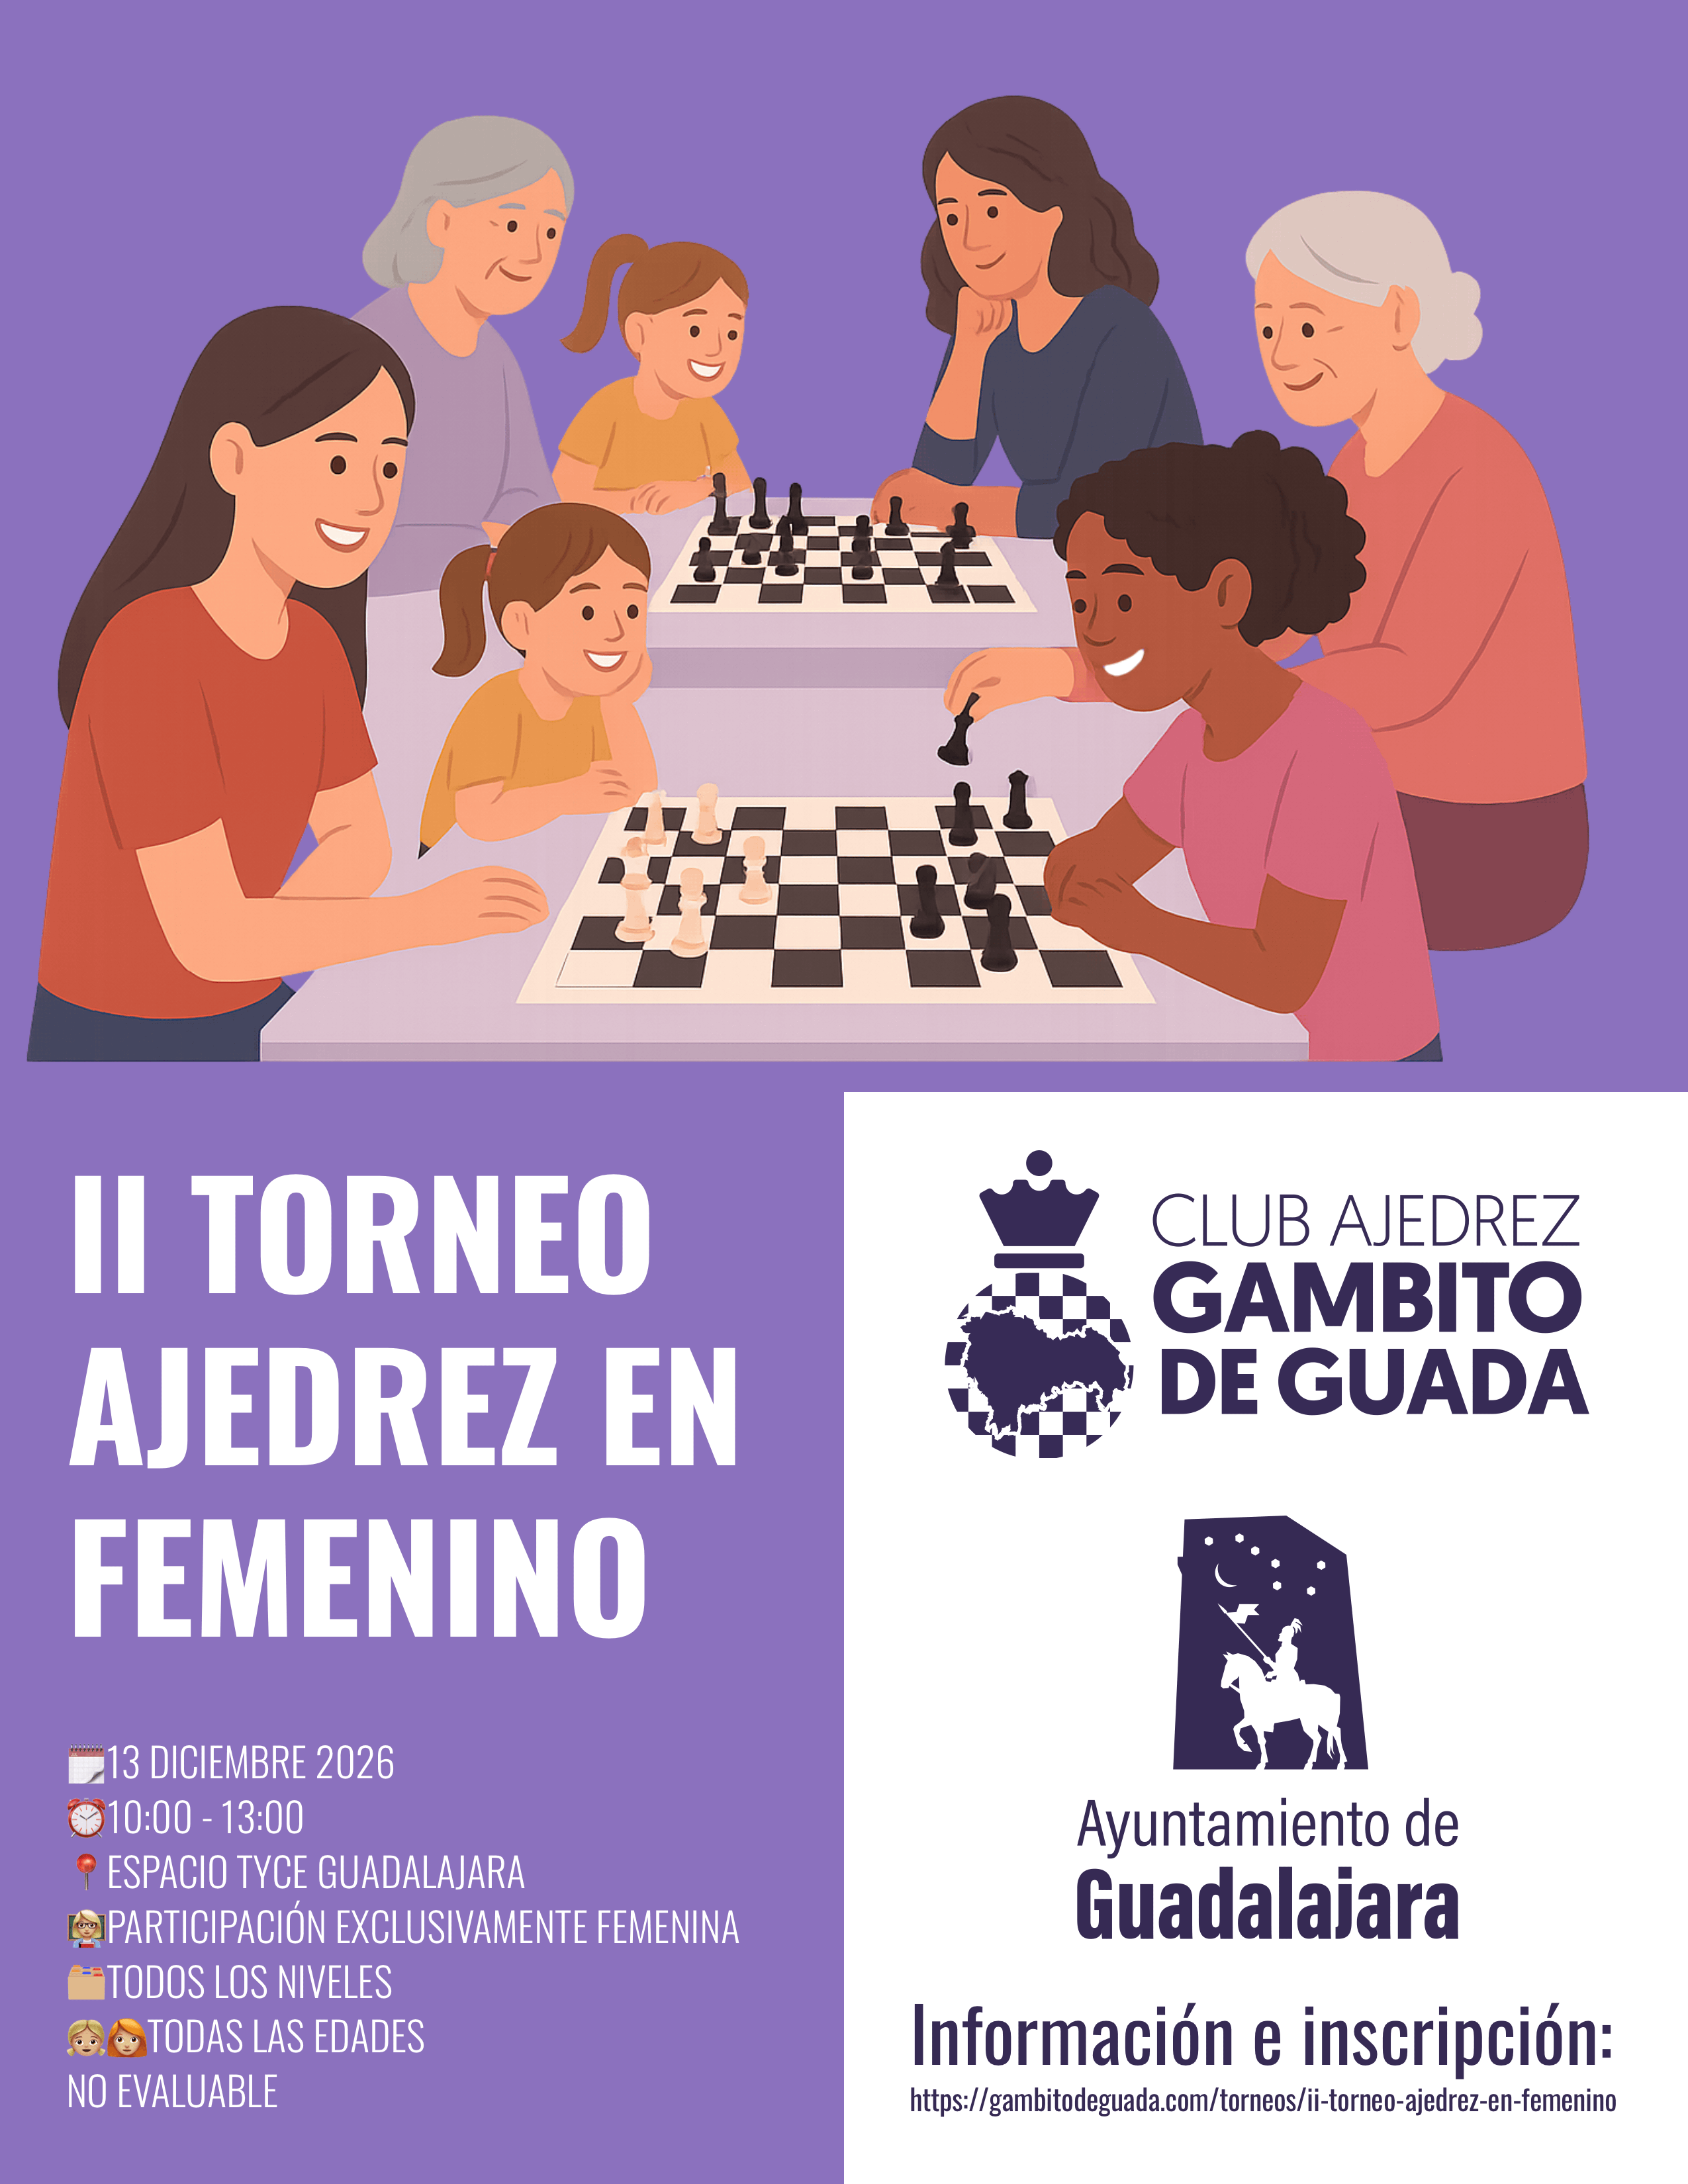 II TORNEO
AJEDREZ EN
FEMENINO
🗓️13 DICIEMBRE 2026
⏰10:00 - 13:00
📍ESPACIO TYCE GUADALAJARA
👩🏼‍🏫PARTICIPACIÓN EXCLUSIVAMENTE FEMENINA
🗂️TODOS LOS NIVELES
👧🏼👩🏼‍🦰TODAS LAS EDADES
NO EVALUABLE
CLUB AJEDREZ
GAMBITO
DE GUADA
Ayuntamiento de
Guadalajara
Información e inscripción:
https://gambitodeguada.com/torneos/ii-torneo-ajedrez-en-femenino